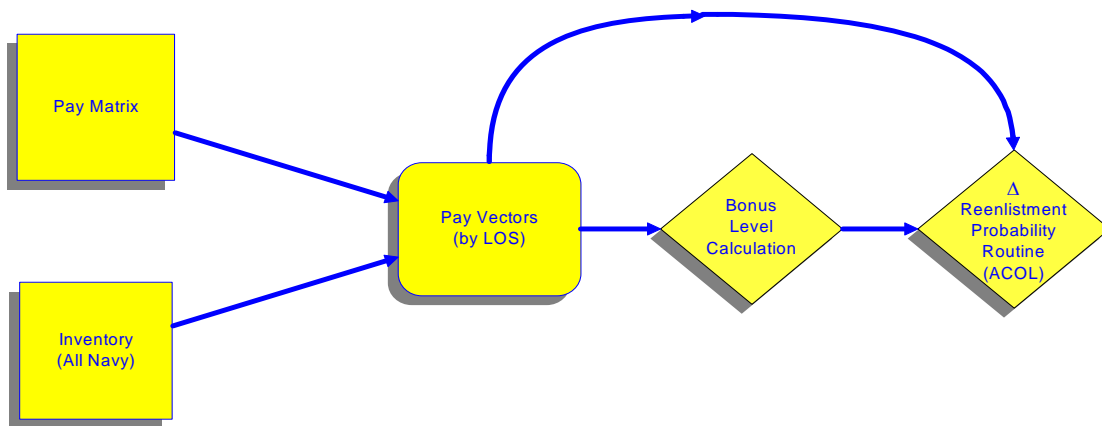 Pay Matrix
Inventory
(All Navy)
Pay Vectors
(by LOS)
Bonus
Level
Calculation
Δ
Reenlistment
Probability
Routine
(ACOL)